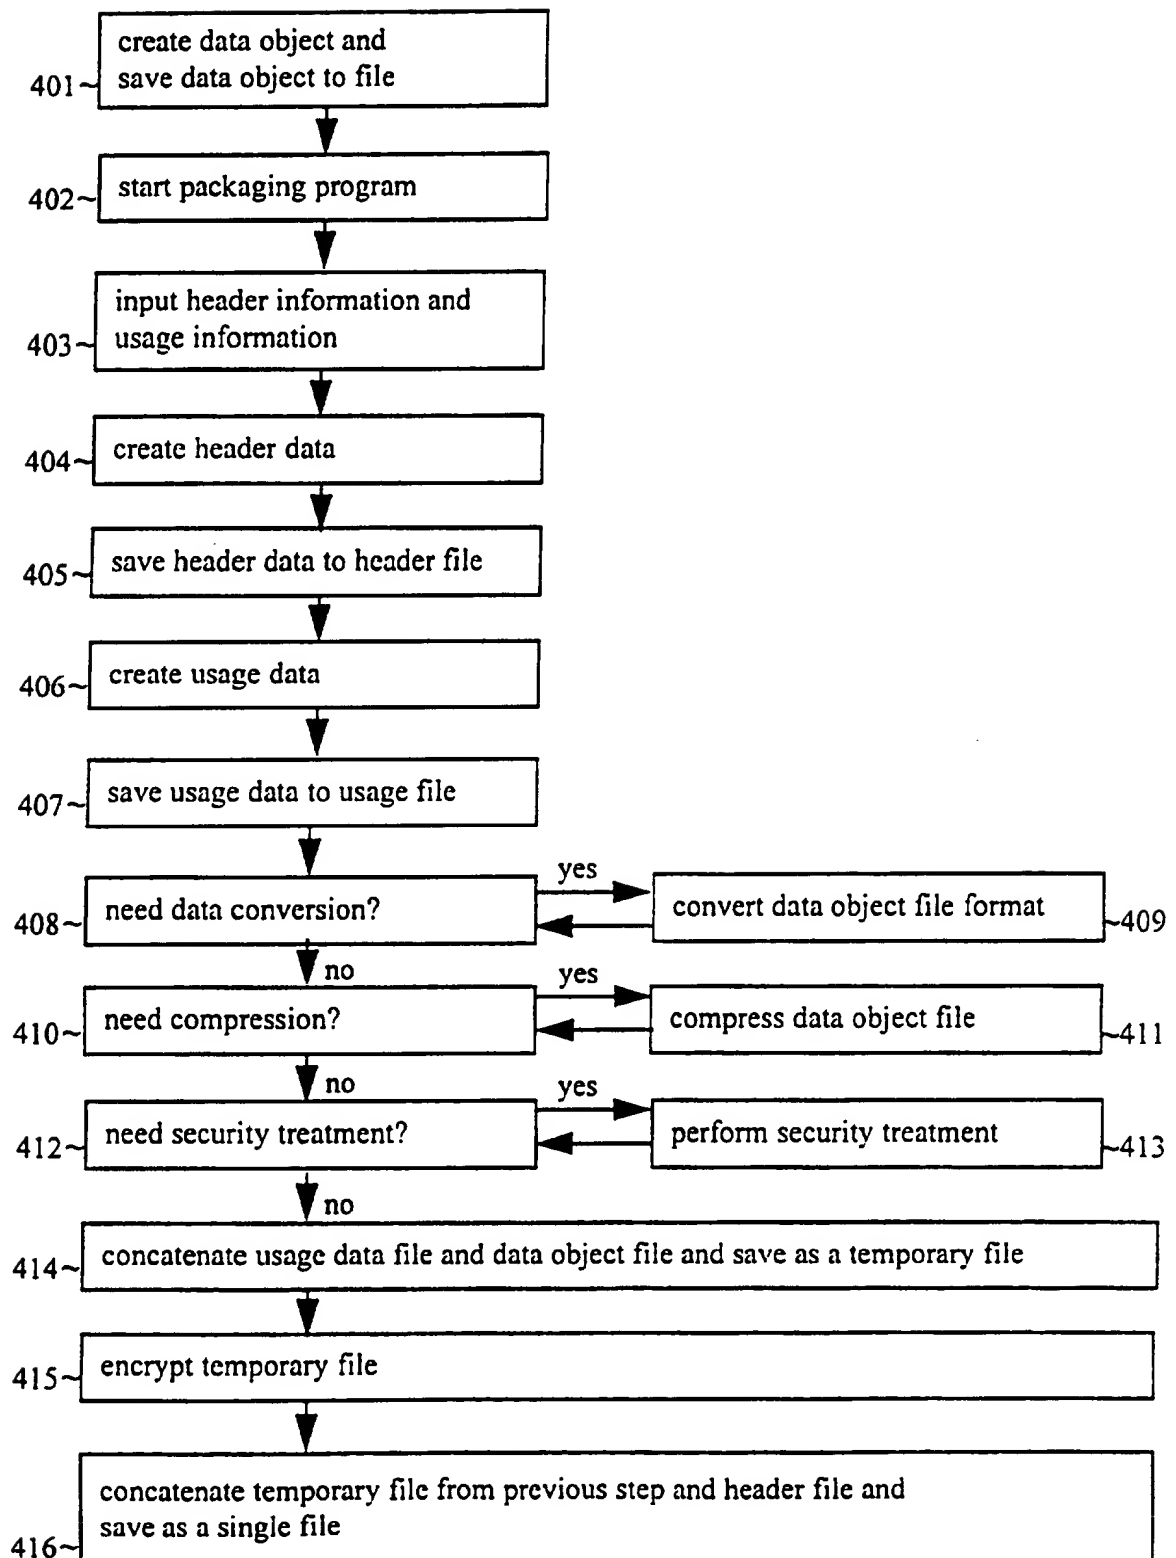 create data object and
save data object to file
401~
start packaging program
402~
input header information and
usage information
403~
create header data
404~
save header data to header file
405~
create usage data
406~
save usage data to usage file
407~
yes
need data conversion?
convert data object file format
408~
~409
no
yes
need compression?
compress data object file
410~
~411
no
yes
need security treatment?
perform security treatment
412~
~413
no
concatenate usage data file and data object file and save as a temporary file
414~
encrypt temporary file
415~
concatenate temporary file from previous step and header file and
save as a single file
416~